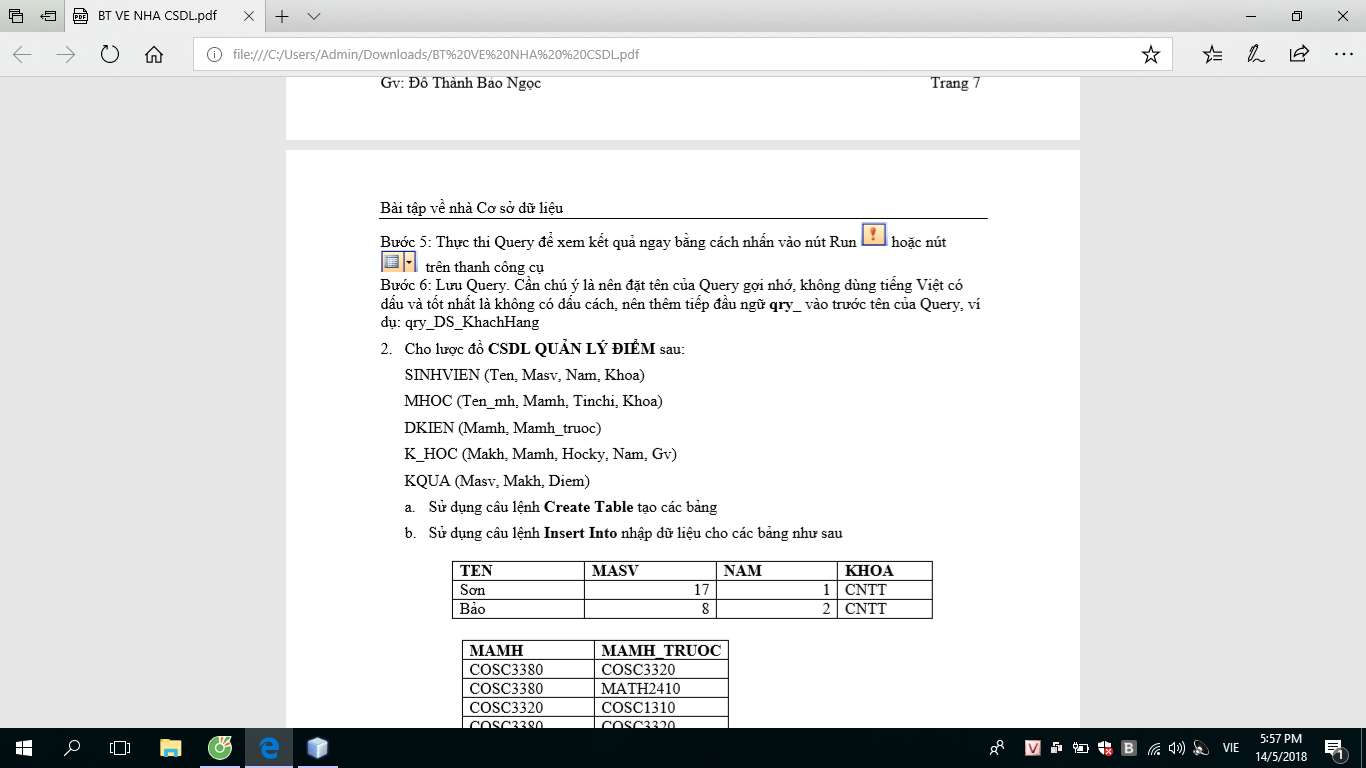 BT VE NHA CSDL.pdf
file:///C:/Users/Admin/Downloads/BT%20VE%20NHA%20%20CSDL.pdf
Gv: Đỗ Thành Bảo Ngọc Trang 7
Bài tập về nhà Cơ sở dữ liệu
Bước 5: Thực thi Query để xem kết quả ngay bằng cách nhấn vào nút Run hoặc nút
trên thanh công cụ
Bước 6: Lưu Query. Cần chú ý là nên đặt tên của Query gợi nhớ, không dùng tiếng Việt có
dấu và tốt nhất là không có dấu cách, nên thêm tiếp đầu ngữ qry_ vào trước tên của Query, ví
dụ: qry_DS_KhachHang
2. Cho lược đồ CSDL QUẢN LÝ ĐIỂM sau:
SINHVIEN (Ten, Masv, Nam, Khoa)
MHOC (Ten_mh, Mamh, Tinchi, Khoa)
DKIEN (Mamh, Mamh_truoc)
K_HOC (Makh, Mamh, Hocky, Nam, Gv)
KQUA (Masv, Makh, Diem)
a. Sử dụng câu lệnh Create Table tạo các bảng
b. Sử dụng câu lệnh Insert Into nhập dữ liệu cho các bảng như sau
TEN MASV NAM KHOA
Sơn 17 1 CNTT
Bảo 8 2 CNTT
MAMH MAMH_TRUOC
COSC3380 COSC3320
COSC3380 MATH2410
COSC3320 COSC1310
COSC3380 COSC3320
VIE
5:57 PM
14/5/2018
1